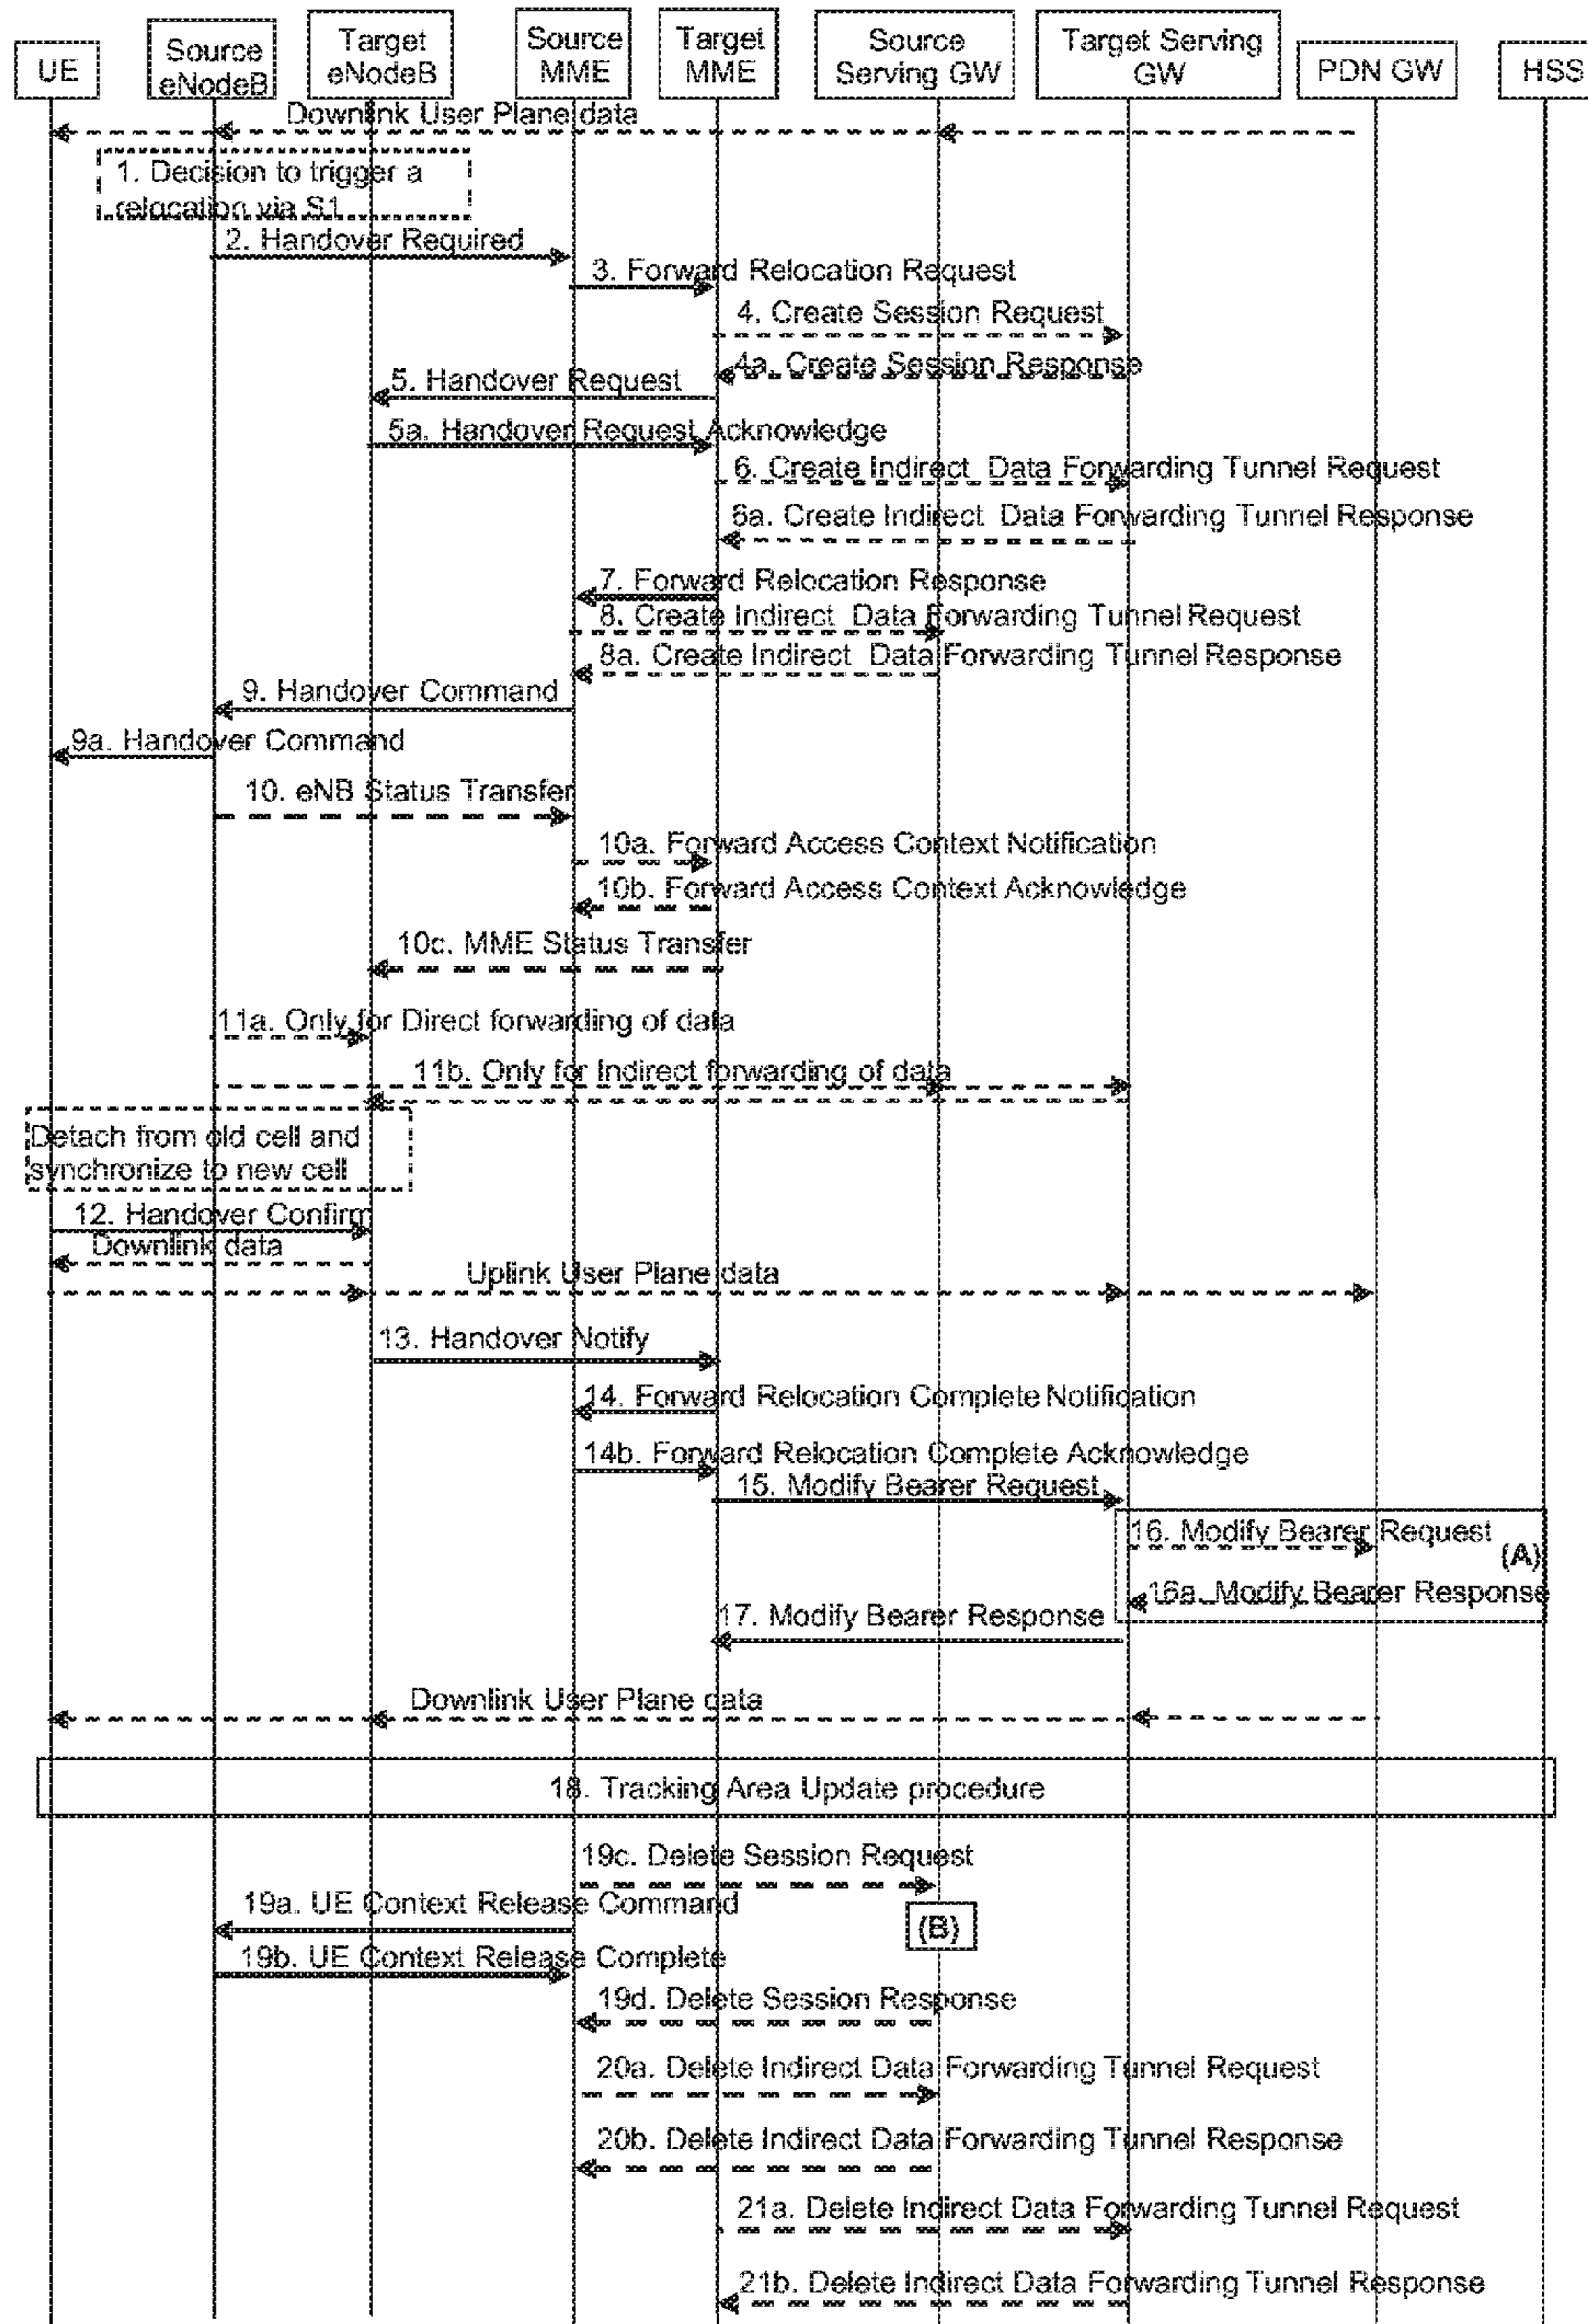 UE
Source
eNodeB
Target
eNodeB
Source
MME
Target
MME
Source
Serving GW
Target Serving
GW
PDN GW
HSS
Downlink User Plane data
1. Decision to trigger a
relocation via S1
2. Handover Required
3. Forward Relocation Request
4. Create Session Request
4a. Create Session Response
5. Handover Request
5a. Handover Request Acknowledge
6. Create Indirect Data Forwarding Tunnel Request
6a. Create Indirect Data Forwarding Tunnel Response
7. Forward Relocation Response
8. Create Indirect Data Forwarding Tunnel Request
8a. Create Indirect Data Forwarding Tunnel Response
9. Handover Command
9a. Handover Command
10. eNB Status Transfer
10a. Forward Access Context Notification
10b. Forward Access Context Acknowledge
10c. MME Status Transfer
11a. Only for Direct forwarding of data
11b. Only for Indirect forwarding of data
Detach from old cell and
synchronize to new cell
12. Handover Confirm
Downlink data
Uplink User Plane data
13. Handover Notify
14. Forward Relocation Complete Notification
14b. Forward Relocation Complete Acknowledge
15. Modify Bearer Request
16. Modify Bearer Request
(A)
16a. Modify Bearer Response
17. Modify Bearer Response
Downlink User Plane data
18. Tracking Area Update procedure
19c. Delete Session Request
19a. UE Context Release Command
(B)
19b. UE Context Release Complete
19d. Delete Session Response
20a. Delete Indirect Data Forwarding Tunnel Request
20b. Delete Indirect Data Forwarding Tunnel Response
21a. Delete Indirect Data Forwarding Tunnel Request
21b. Delete Indirect Data Forwarding Tunnel Response